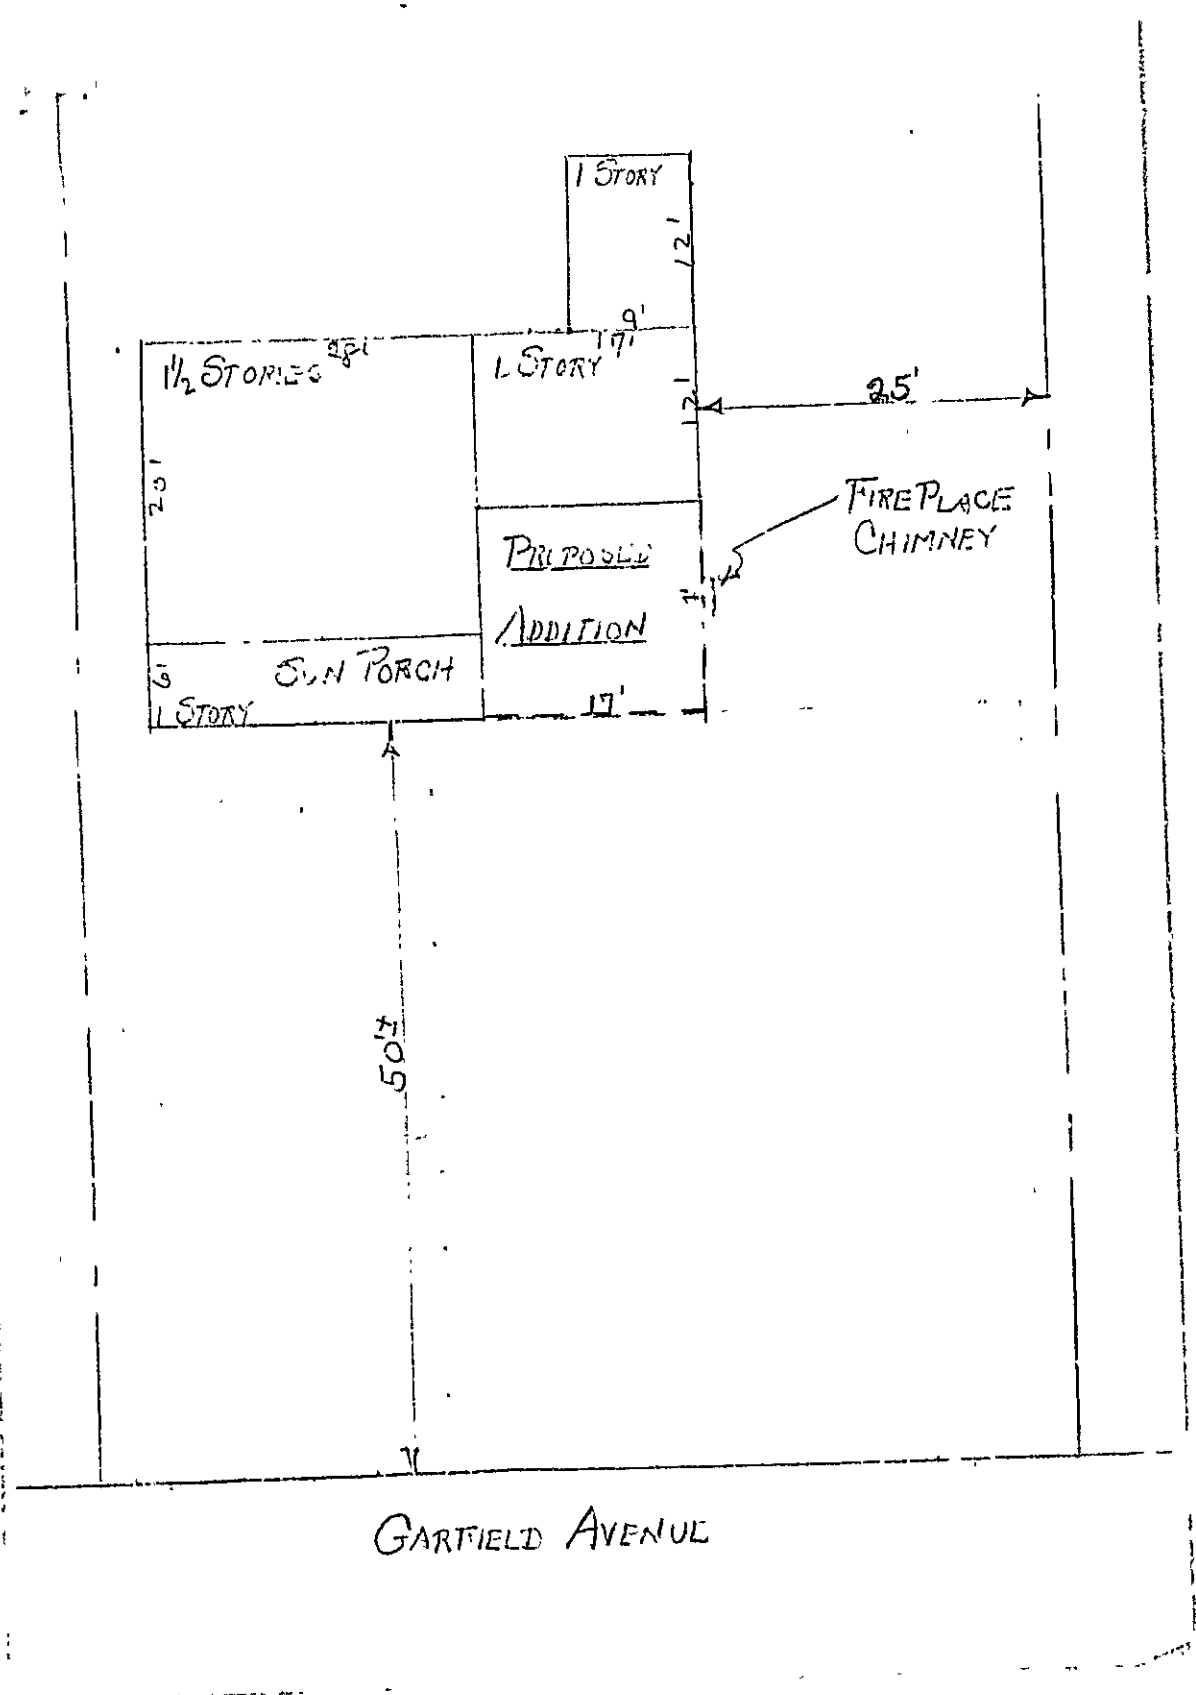 1 STORY
12'
9'
17'
28'
1½ STORIES
1 STORY
12'
25'
20'
FIREPLACE
CHIMNEY
PROPOSED
ADDITION
6'
SUN PORCH
1 STORY
17'
50'±
GARFIELD AVENUE